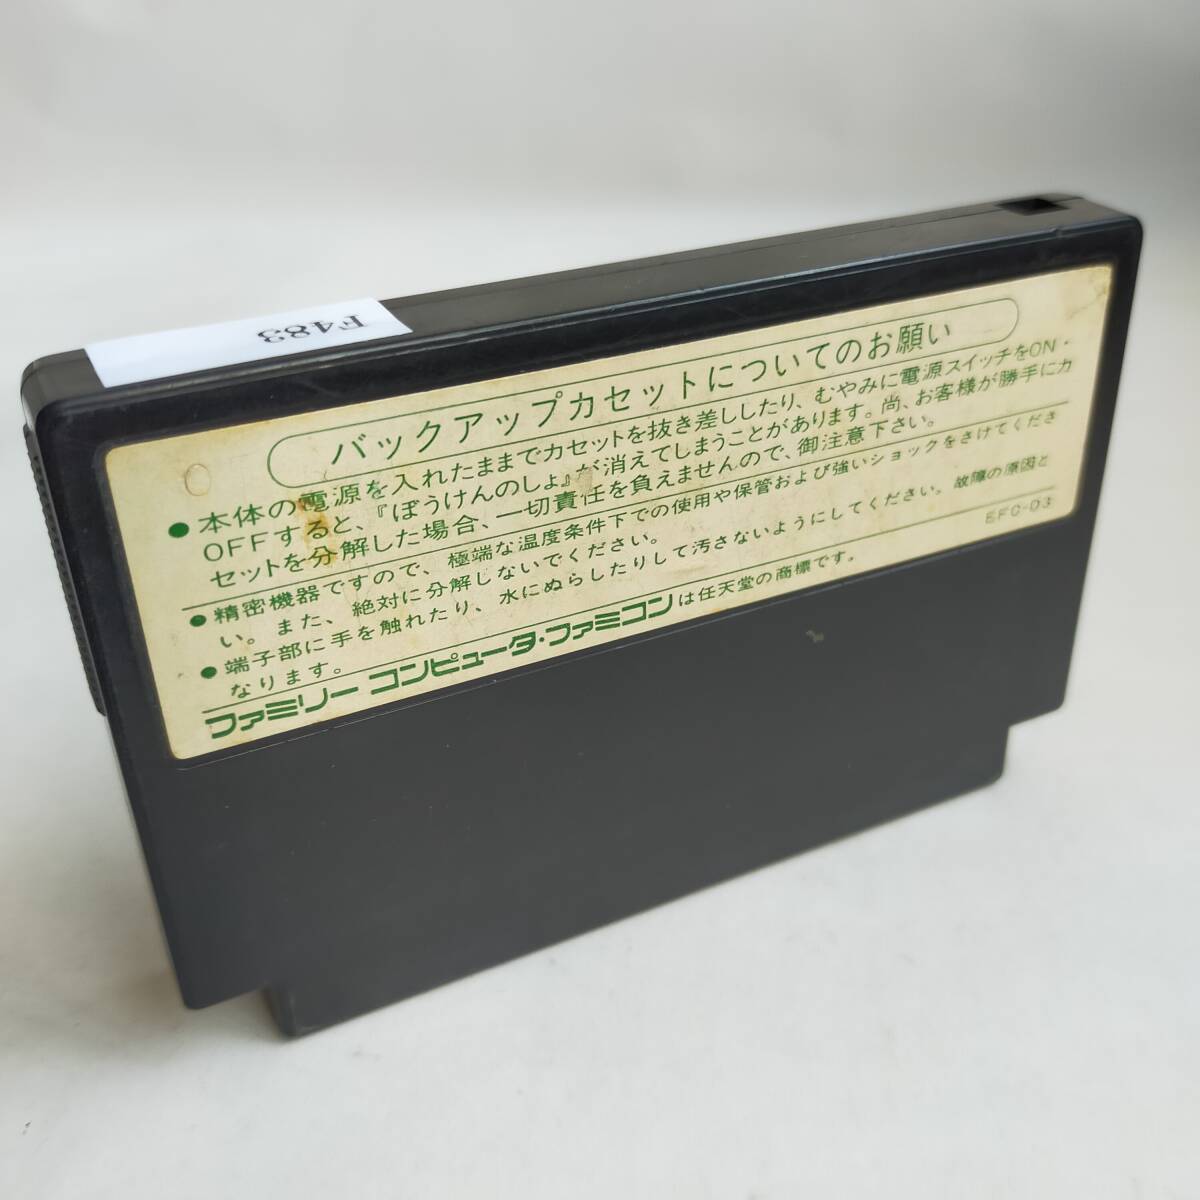 F483
バックアップカセットについてのお願い
●本体の電源を入れたままでカセットを抜き差ししたり、むやみに電源スイッチをON・
OFFすると、『ぼうけんのしょ』が消えてしまうことがあります。尚、お客様が勝手にカ
セットを分解した場合、一切責任を負えませんので、御注意下さい。
●精密機器ですので、極端な温度条件下での使用や保管および強いショックをさけてくださ
い。また、絶対に分解しないでください。
●端子部に手を触れたり、水にぬらしたりして汚さないようにしてください。故障の原因と
なります。
EFC-03
ファミリーコンピュータ・ファミコンは任天堂の商標です。